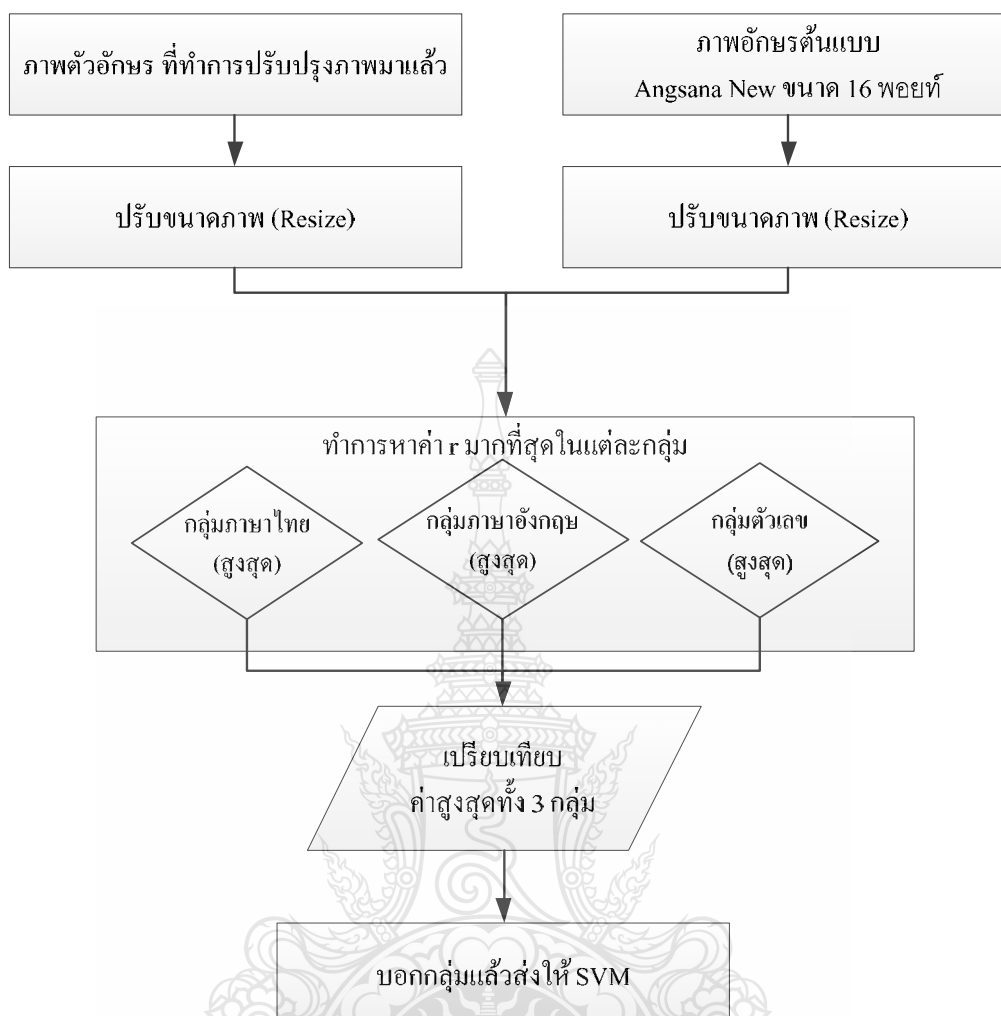 ภาพตัวอักษร ที่ทำการปรับปรุงภาพมาแล้ว
ภาพอักษรต้นแบบ
Angsana New ขนาด 16 พอยท์
ปรับขนาดภาพ (Resize)
ปรับขนาดภาพ (Resize)
ทำการหาค่า r มากที่สุดในแต่ละกลุ่ม
กลุ่มภาษาไทย
(สูงสุด)
กลุ่มภาษาอังกฤษ
(สูงสุด)
กลุ่มตัวเลข
(สูงสุด)
เปรียบเทียบ
ค่าสูงสุดทั้ง 3 กลุ่ม
บอกกลุ่มแล้วส่งให้ SVM